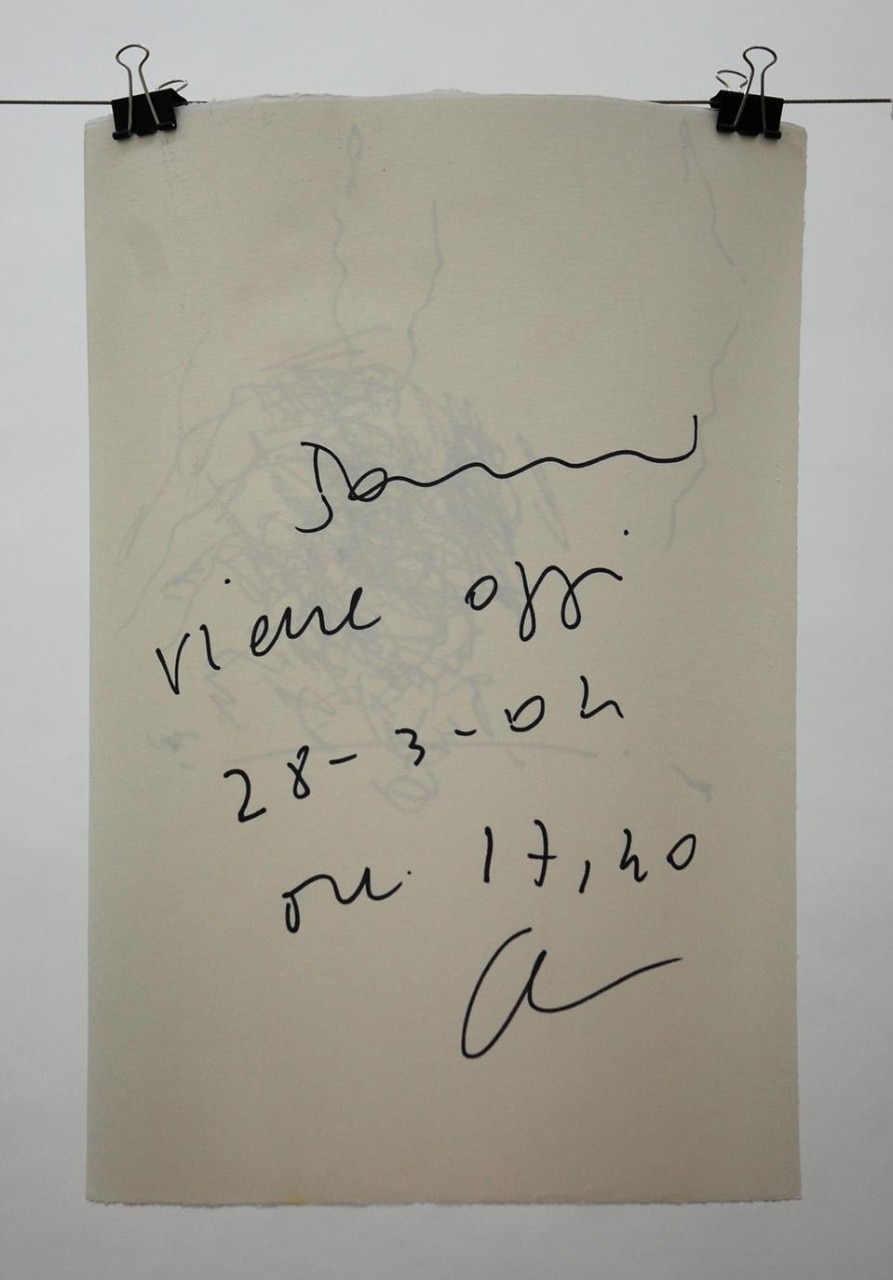 viene oggi
28-3-04
ore 17,40